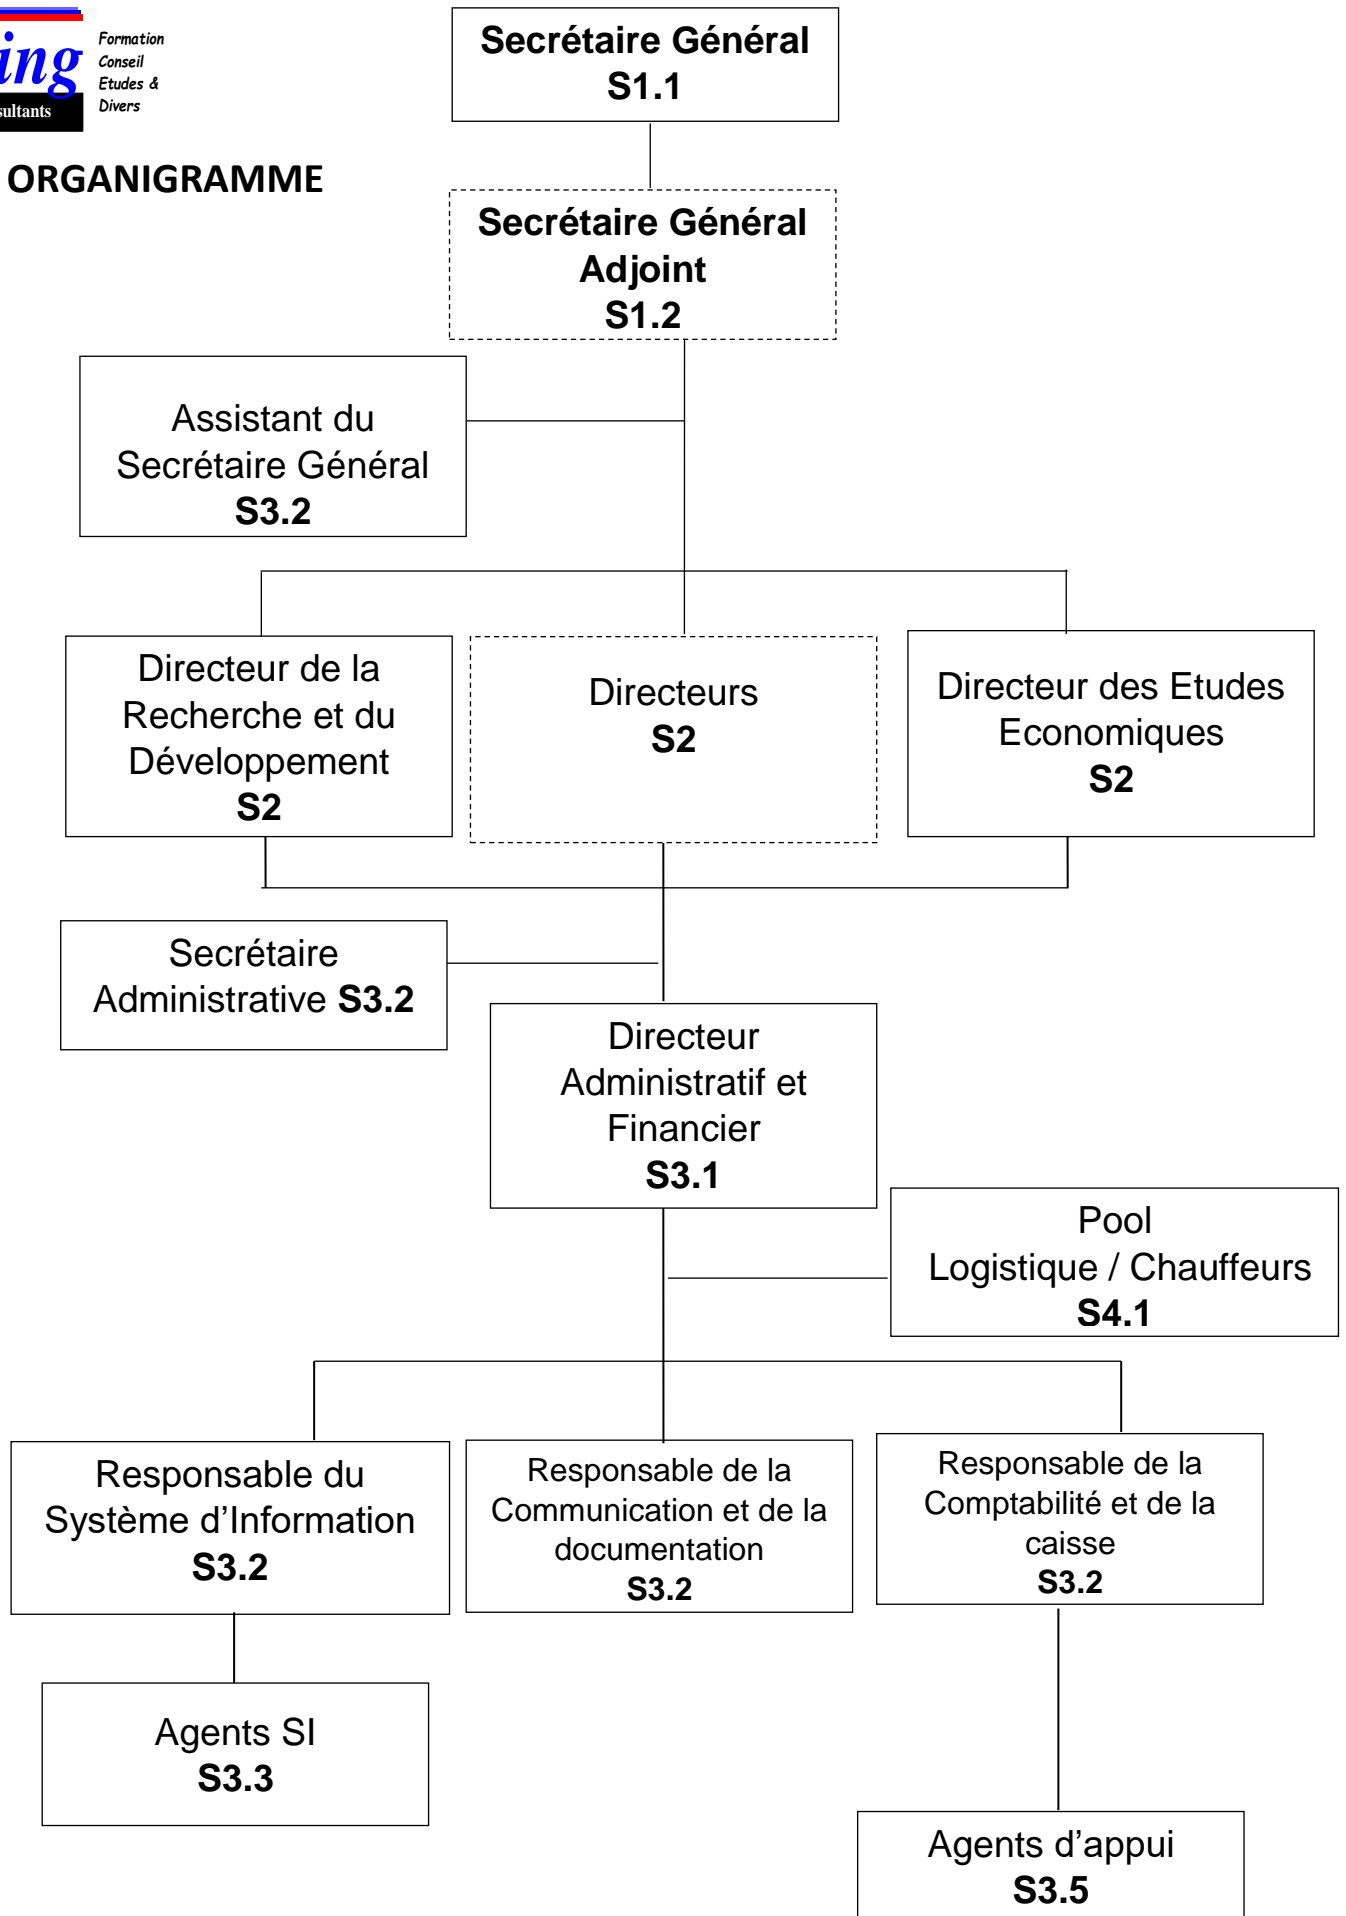 Formation
Conseil
Etudes &
Divers
Secrétaire Général
S1.1
ORGANIGRAMME
Secrétaire Général
Adjoint
S1.2
Assistant du
Secrétaire Général
S3.2
Directeur de la
Recherche et du
Développement
S2
Directeurs
S2
Directeur des Etudes
Economiques
S2
Secrétaire
Administrative S3.2
Directeur
Administratif et
Financier
S3.1
Pool
Logistique / Chauffeurs
S4.1
Responsable du
Système d’Information
S3.2
Responsable de la
Communication et de la
documentation
S3.2
Responsable de la
Comptabilité et de la
caisse
S3.2
Agents SI
S3.3
Agents d’appui
S3.5